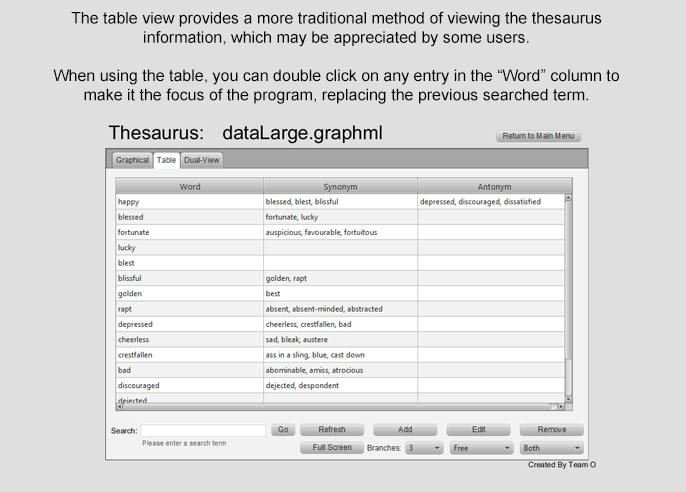 The table view provides a more traditional method of viewing the thesaurus
information, which may be appreciated by some users.
When using the table, you can double click on any entry in the “Word” column to
make it the focus of the program, replacing the previous searched term.
Thesaurus: dataLarge.graphml
Return to Main Menu
Graphical Table Dual-View
Word Synonym Antonym
happy blessed, blest, blissful depressed, discouraged, dissatisfied
blessed fortunate, lucky
fortunate auspicious, favourable, fortuitous
lucky
blest
blissful golden, rapt
golden best
rapt absent, absent-minded, abstracted
depressed cheerless, crestfallen, bad
cheerless sad, bleak, austere
crestfallen ass in a sling, blue, cast down
bad abominable, amiss, atrocious
discouraged dejected, despondent
dejected
Search: Go Refresh Add Edit Remove
Please enter a search term
Full Screen Branches: 3 Free Both
Created By Team O